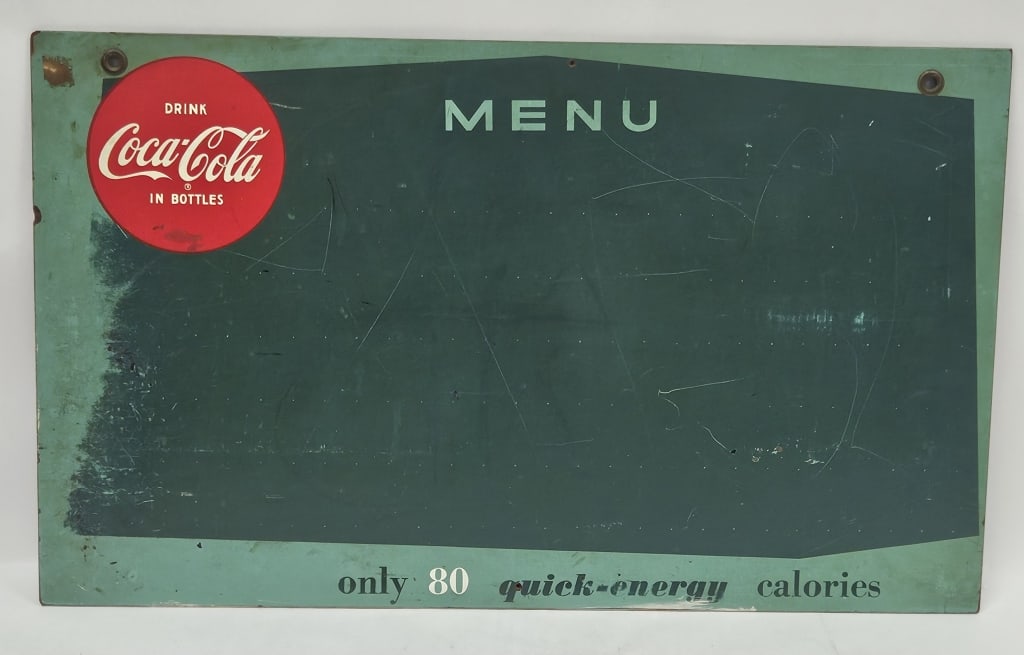 DRINK
Coca-Cola
®
IN BOTTLES
MENU
only 80 quick-energy calories